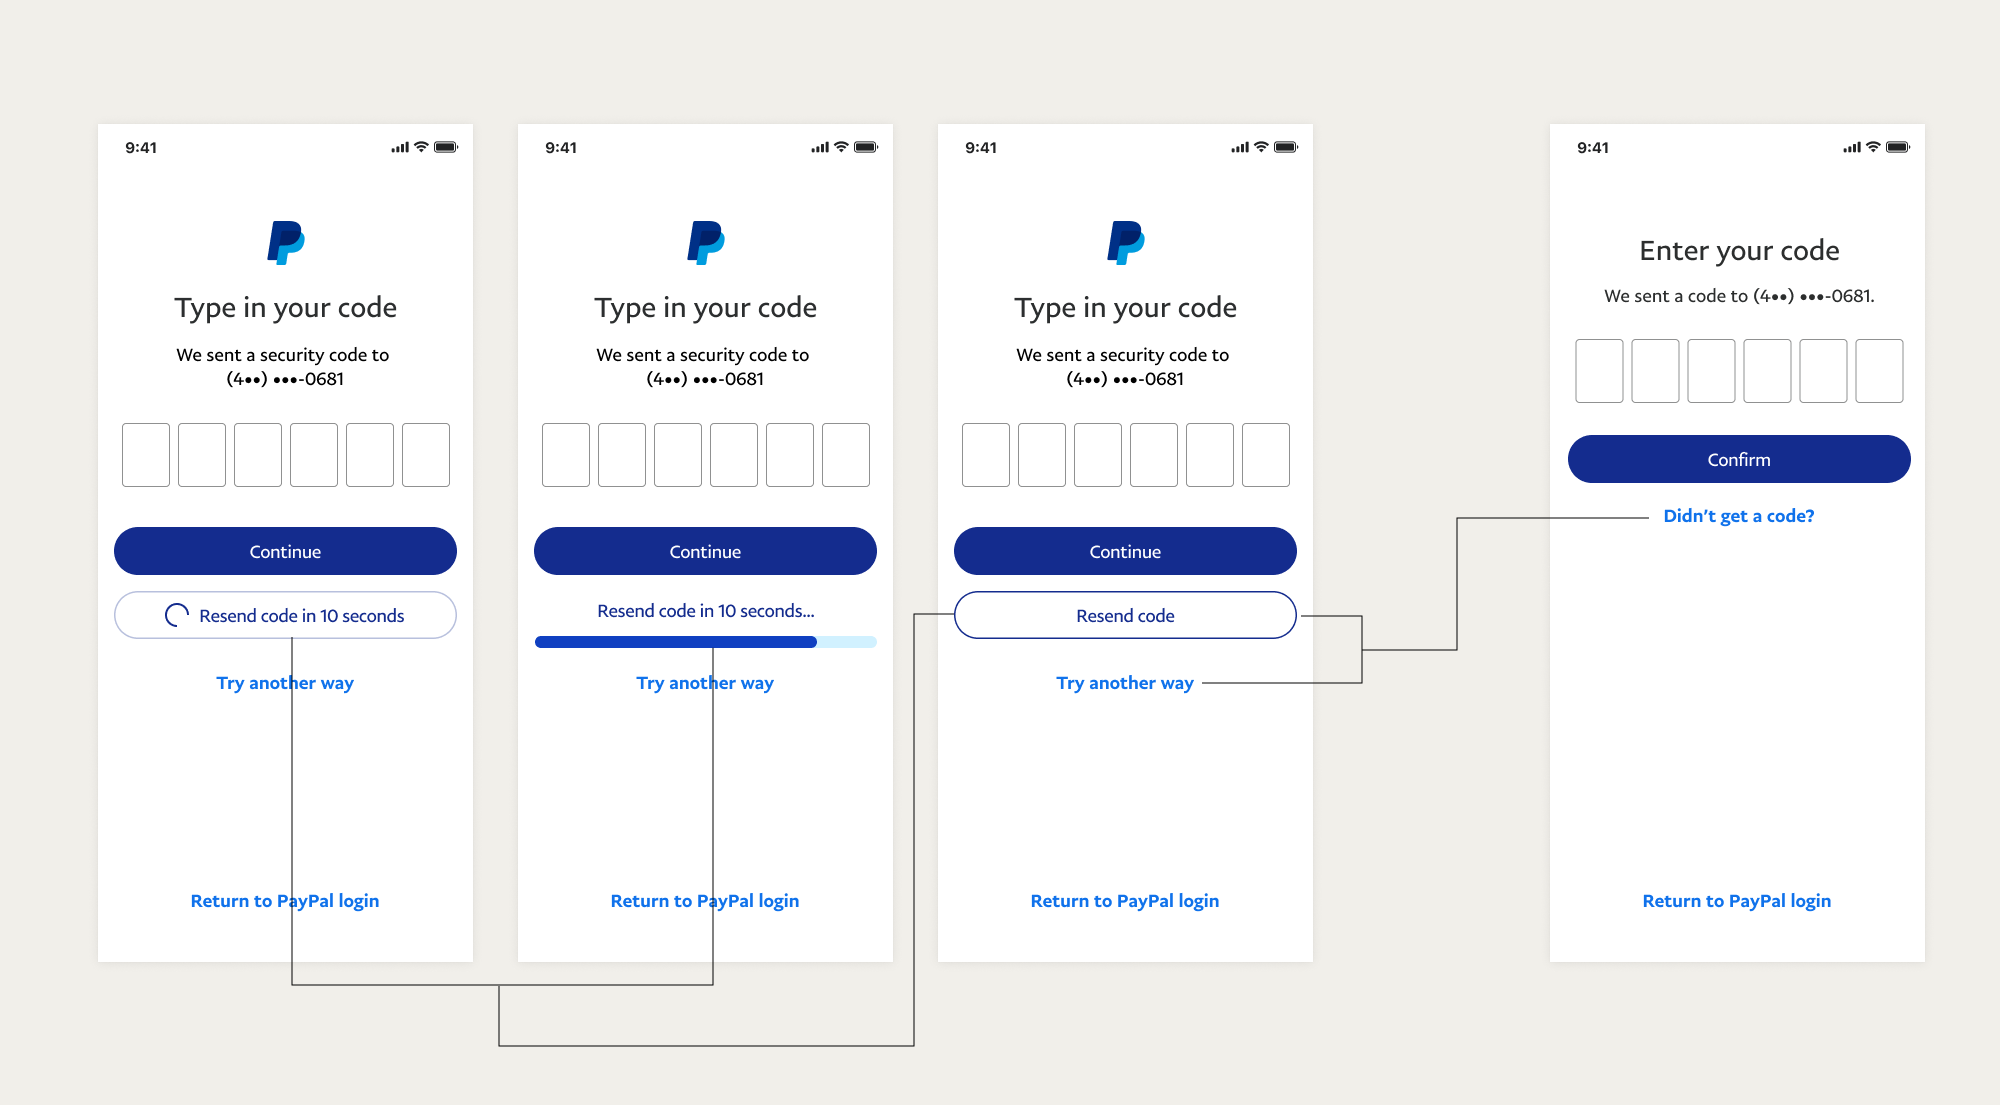 9:41
Type in your code
We sent a security code to
(4••) •••-0681
Continue
Resend code in 10 seconds
Try another way
Return to PayPal login
9:41
Type in your code
We sent a security code to
(4••) •••-0681
Continue
Resend code in 10 seconds...
Try another way
Return to PayPal login
9:41
Type in your code
We sent a security code to
(4••) •••-0681
Continue
Resend code
Try another way
Return to PayPal login
9:41
Enter your code
We sent a code to (4••) •••-0681.
Confirm
Didn't get a code?
Return to PayPal login